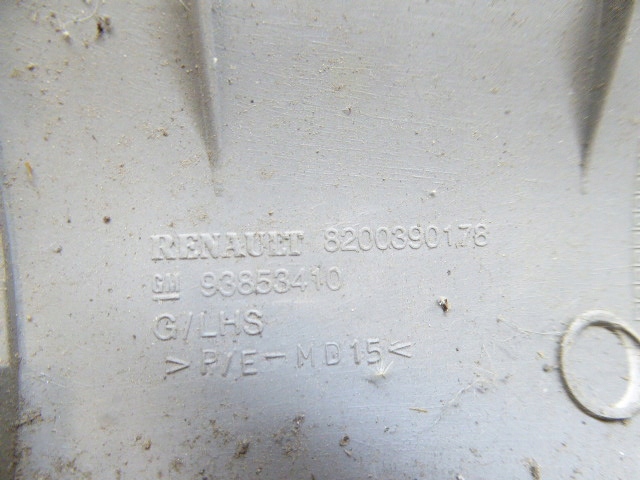 RENAULT 8200390178
GM 93853410
G/LHS
>P/E-MD15<